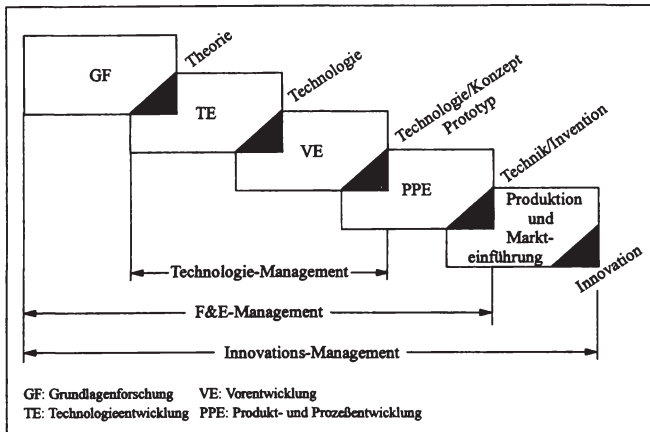 GF
Theorie
TE
Technologie
VE
Technologie/Konzept
Prototyp
PPE
Technik/Invention
Produktion
und
Markt-
einführung
Innovation
Technologie-Management
F&E-Management
Innovations-Management
GF: Grundlagenforschung VE: Vorentwicklung
TE: Technologieentwicklung PPE: Produkt- und Prozeßentwicklung